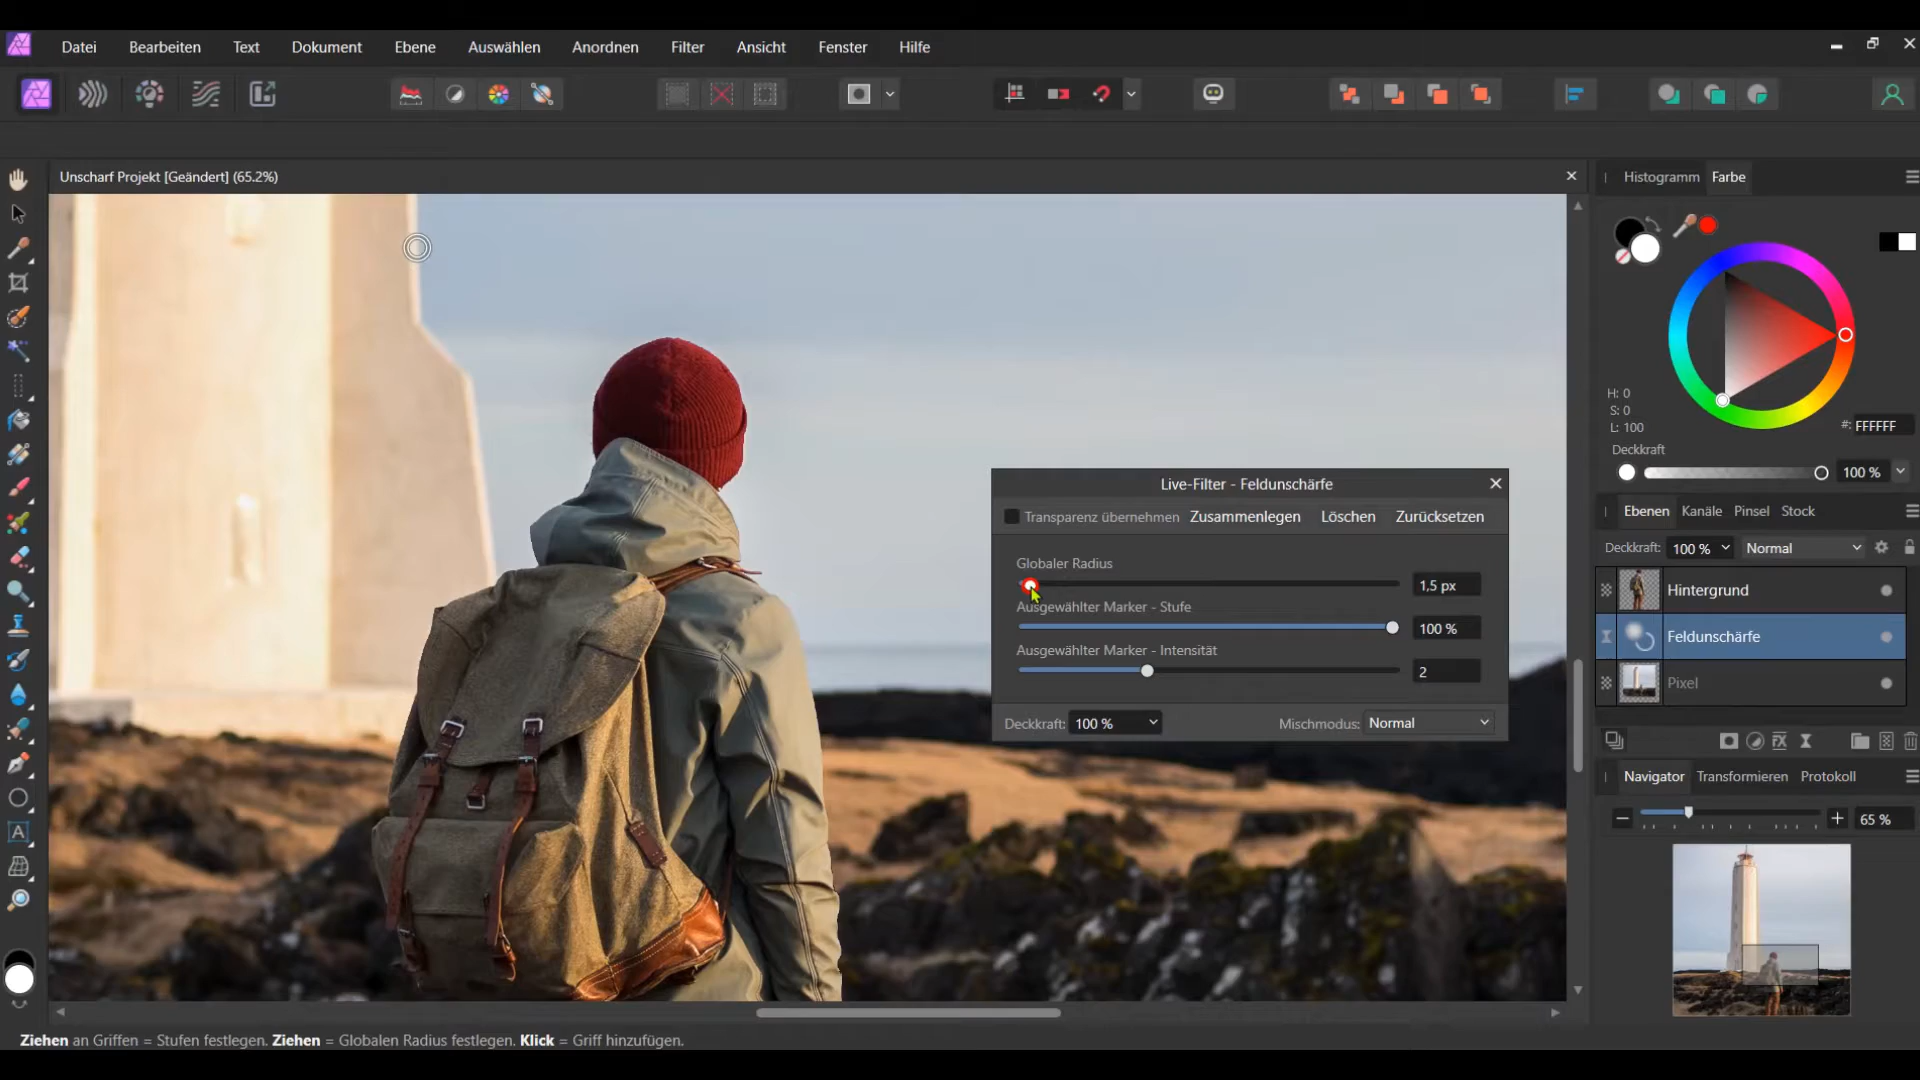 Datei Bearbeiten Text Dokument Ebene Auswählen Anordnen Filter Ansicht Fenster Hilfe
Unscharf Projekt [Geändert] (65.2%)
Histogramm Farbe
H: 0
S: 0
L: 100
#: FFFFFF
Deckkraft
100 %
Ebenen Kanäle Pinsel Stock
Deckkraft: 100 % Normal
Hintergrund
Feldunschärfe
Pixel
Live-Filter - Feldunschärfe
Transparenz übernehmen Zusammenlegen Löschen Zurücksetzen
Globaler Radius
1,5 px
Ausgewählter Marker - Stufe
100 %
Ausgewählter Marker - Intensität
2
Deckkraft: 100 % Mischmodus: Normal
Navigator Transformieren Protokoll
65 %
Ziehen an Griffen = Stufen festlegen. Ziehen = Globalen Radius festlegen. Klick = Griff hinzufügen.